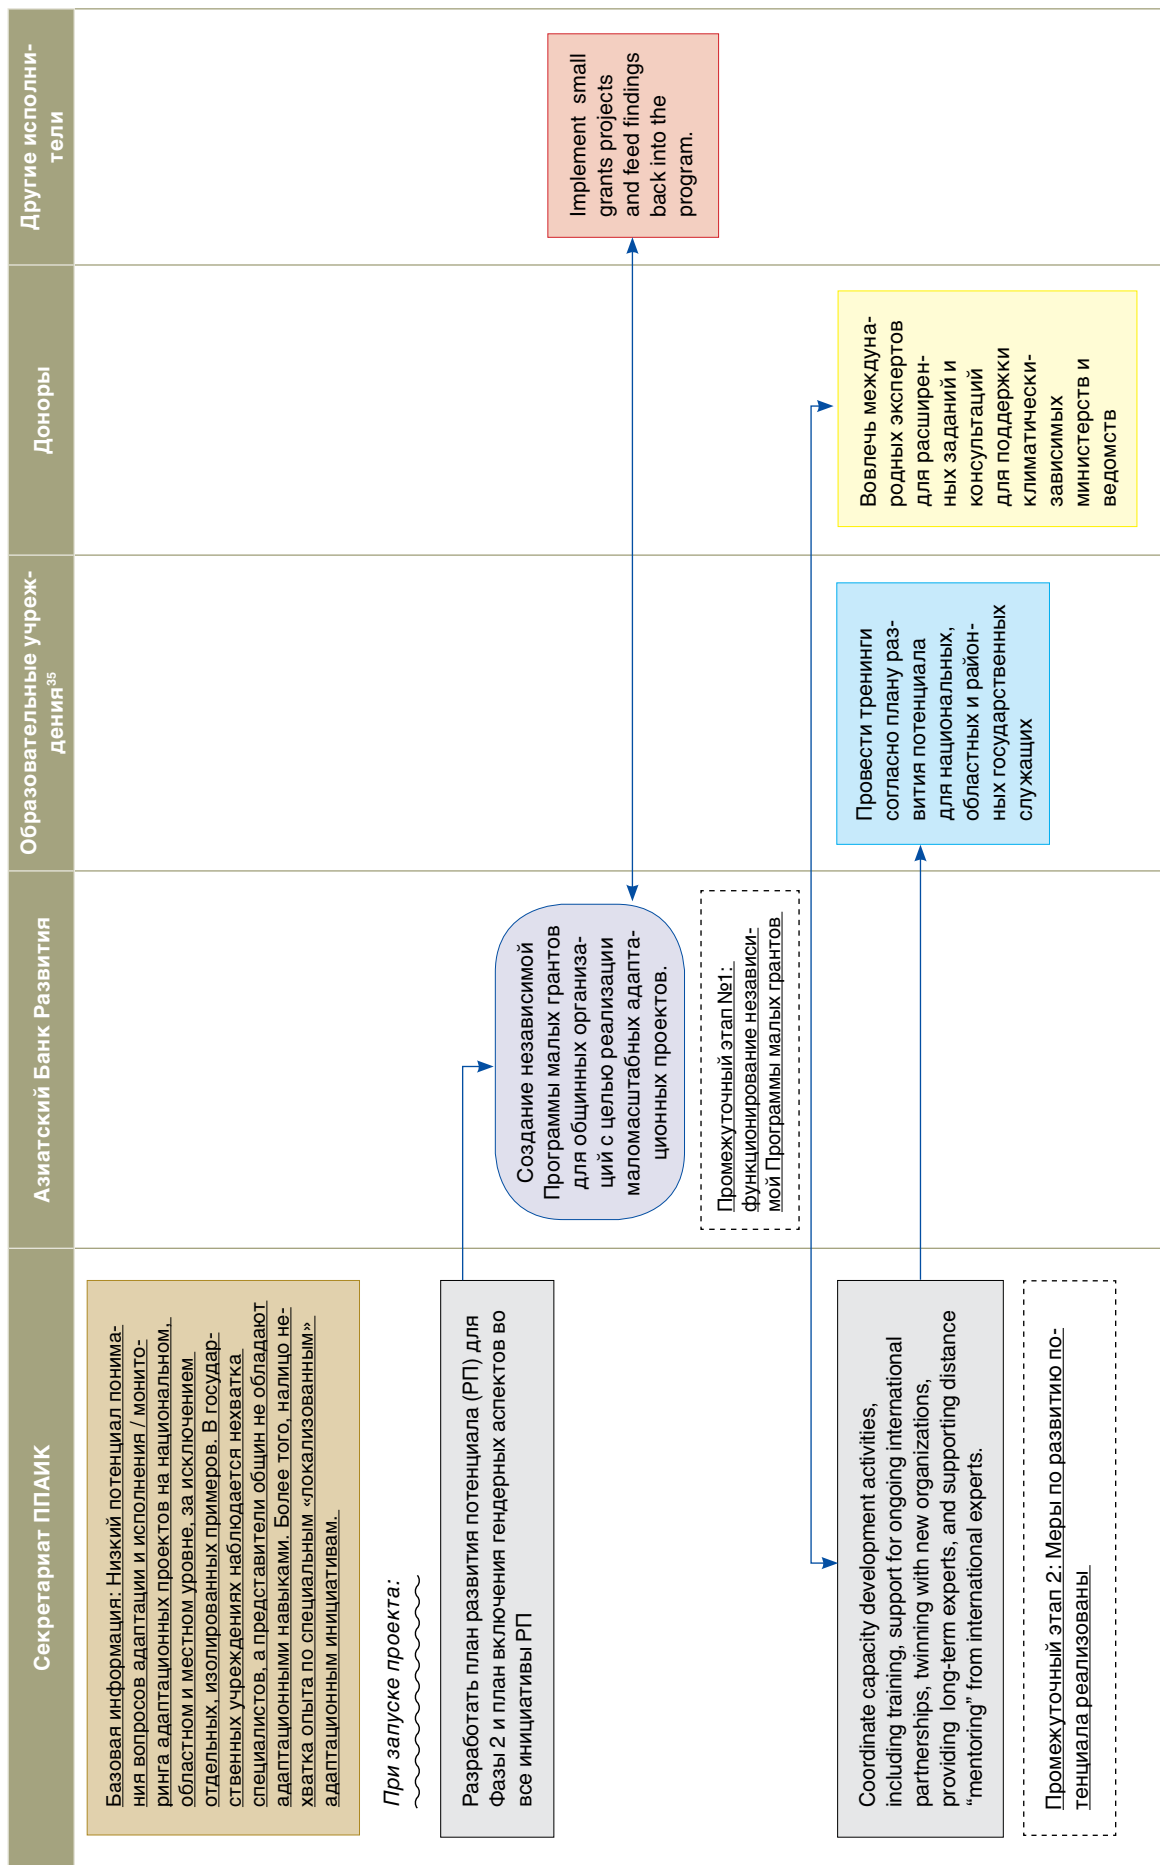 Секретариат ППАИК
Азиатский Банк Развития
Образовательные учреж-
дения35
Доноры
Другие исполни-
тели
Базовая информация: Низкий потенциал понима-
ния вопросов адаптации и исполнения / монито-
ринга адаптационных проектов на национальном,
областном и местном уровне, за исключением
отдельных, изолированных примеров. В государ-
ственных учреждениях наблюдается нехватка
специалистов, а представители общин не обладают
адаптационными навыками. Более того, налицо не-
хватка опыта по специальным «локализованным»
адаптационным инициативам.
При запуске проекта:
Разработать план развития потенциала (РП) для
Фазы 2 и план включения гендерных аспектов во
все инициативы РП
Создание независимой
Программы малых грантов
для общинных организа-
ций с целью реализации
маломасштабных адапта-
ционных проектов.
Implement small
grants projects
and feed findings
back into the
program.
Промежуточный этап №1:
функционирование независи-
мой Программы малых грантов
Coordinate capacity development activities,
including training, support for ongoing international
partnerships, twinning with new organizations,
providing long-term experts, and supporting distance
“mentoring” from international experts.
Провести тренинги
согласно плану раз-
вития потенциала
для национальных,
областных и район-
ных государственных
служащих
Вовлечь междуна-
родных экспертов
для расширен-
ных заданий и
консультаций
для поддержки
климатически-
зависимых
министерств и
ведомств
Промежуточный этап 2: Меры по развитию по-
тенциала реализованы